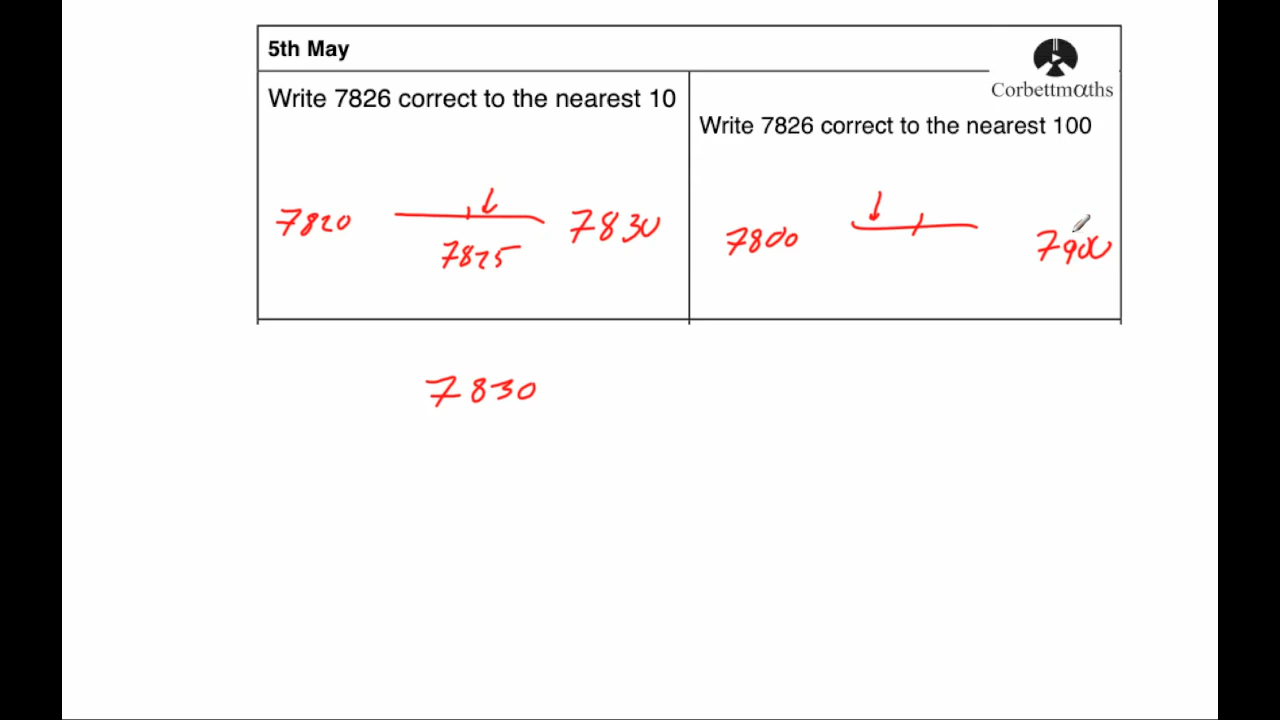 5th May
Corbettmαths
Write 7826 correct to the nearest 10
7820
7825
7830
Write 7826 correct to the nearest 100
7800
7900
7830